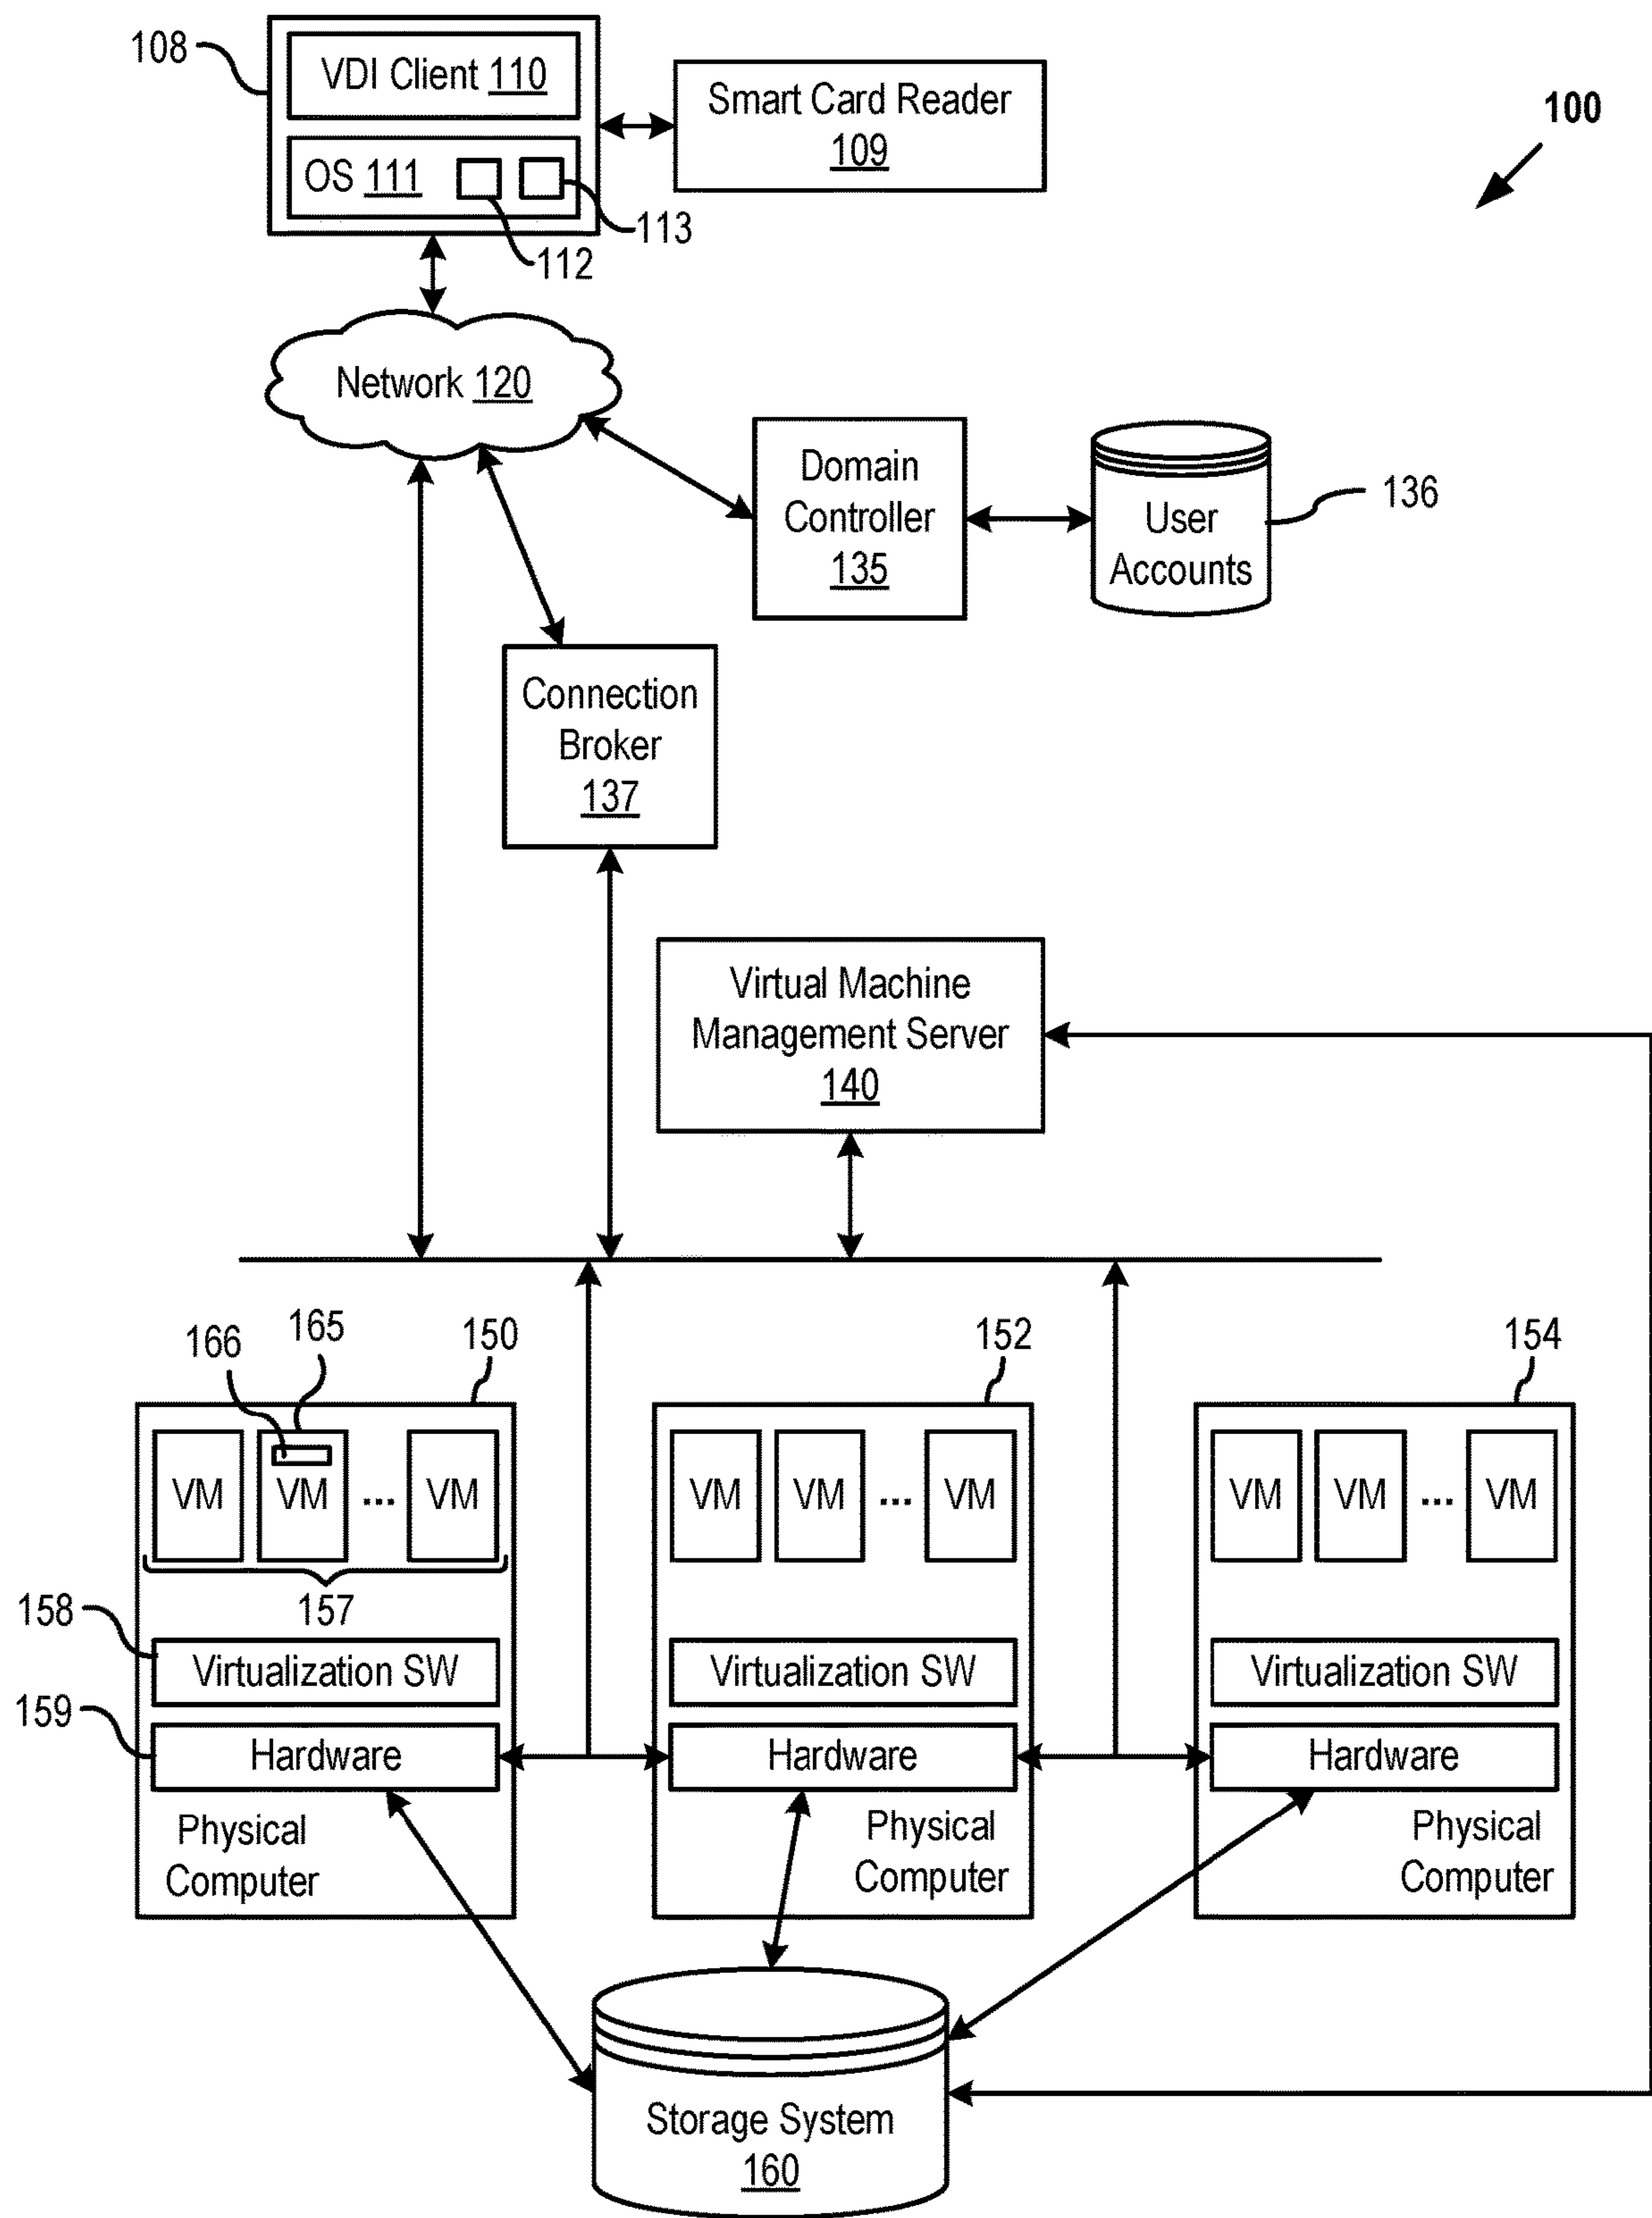 108
VDI Client 110
OS 111
Smart Card Reader
109
100
113
112
Network 120
Domain
Controller
135
User
Accounts
136
Connection
Broker
137
Virtual Machine
Management Server
140
166
165
150
152
154
VM
VM
...
VM
VM
VM
...
VM
VM
VM
...
VM
157
158
Virtualization SW
Virtualization SW
Virtualization SW
159
Hardware
Hardware
Hardware
Physical
Computer
Physical
Computer
Physical
Computer
Storage System
160